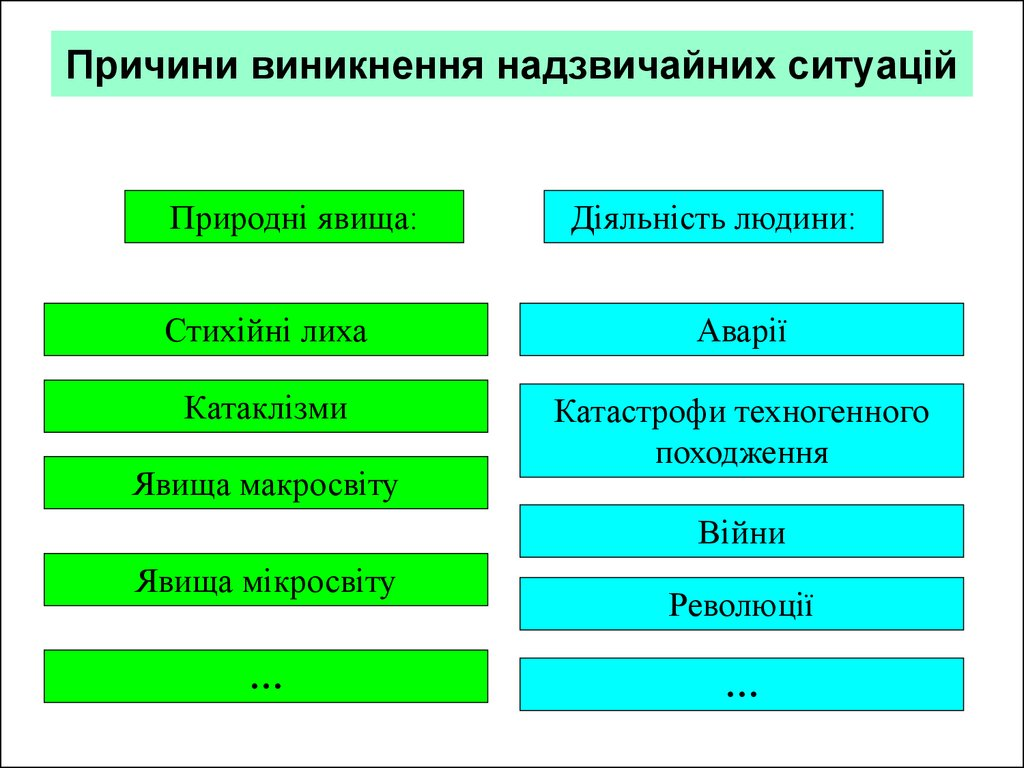 Причини виникнення надзвичайних ситуацій
Природні явища:
Стихійні лиха
Катаклізми
Явища макросвіту
Явища мікросвіту
...
Діяльність людини:
Аварії
Катастрофи техногенного
походження
Війни
Революції
...